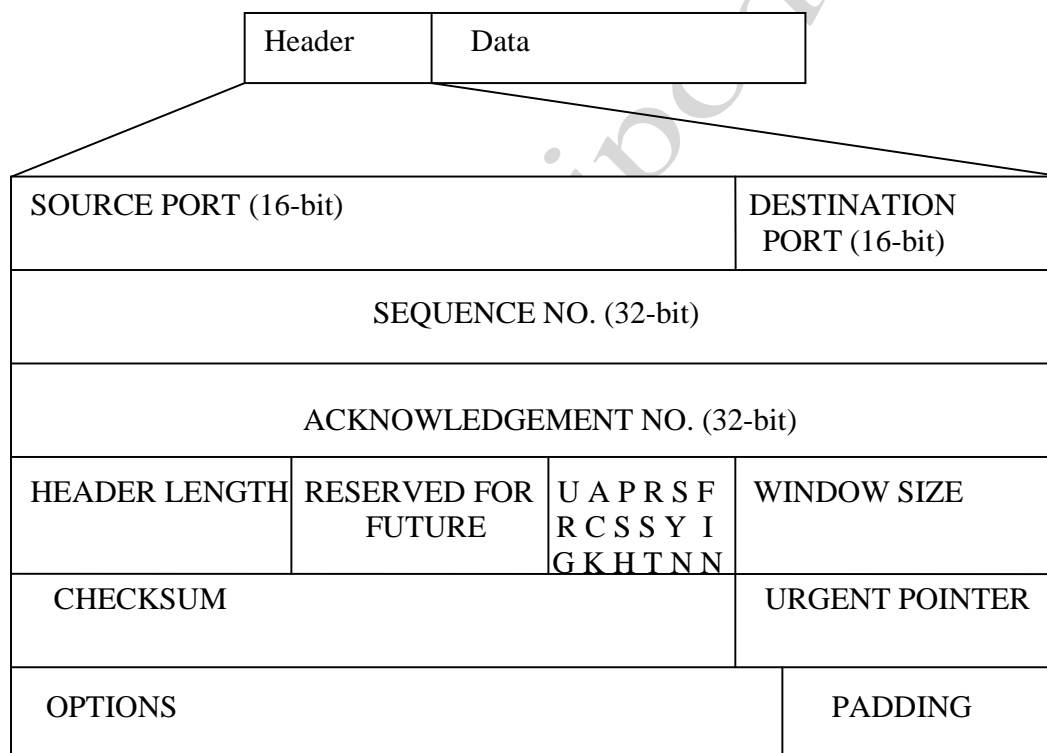 Header Data
SOURCE PORT (16-bit) DESTINATION
PORT (16-bit)
SEQUENCE NO. (32-bit)
ACKNOWLEDGEMENT NO. (32-bit)
HEADER LENGTH RESERVED FOR U A P R S F WINDOW SIZE
FUTURE R C S S Y I
G K H T N N
CHECKSUM URGENT POINTER
OPTIONS PADDING